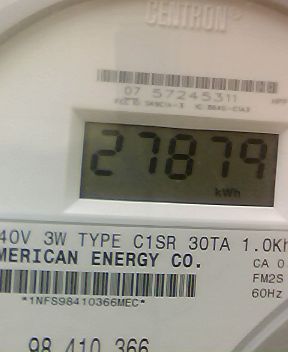 CENTRON®
07 57245311
27879
kWh
40V 3W TYPE C1SR 30TA 1.0Kh
MERICAN ENERGY CO.
CA 0
FM2S
60Hz
*1NFS98410366MEC*
98 410 366